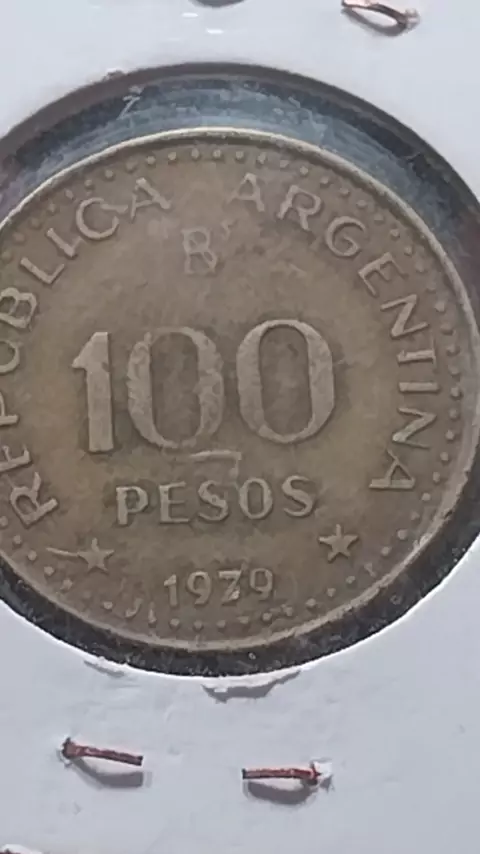 REPUBLICA ARGENTINA
B
100
PESOS
1979